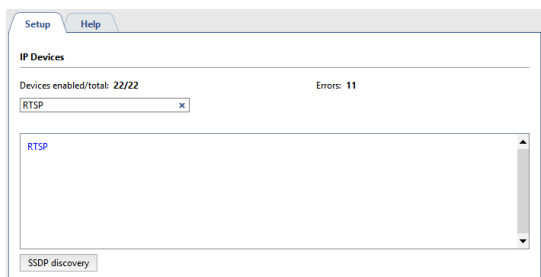 Setup Help
IP Devices
Devices enabled/total: 22/22 Errors: 11
RTSP
RTSP
SSDP discovery